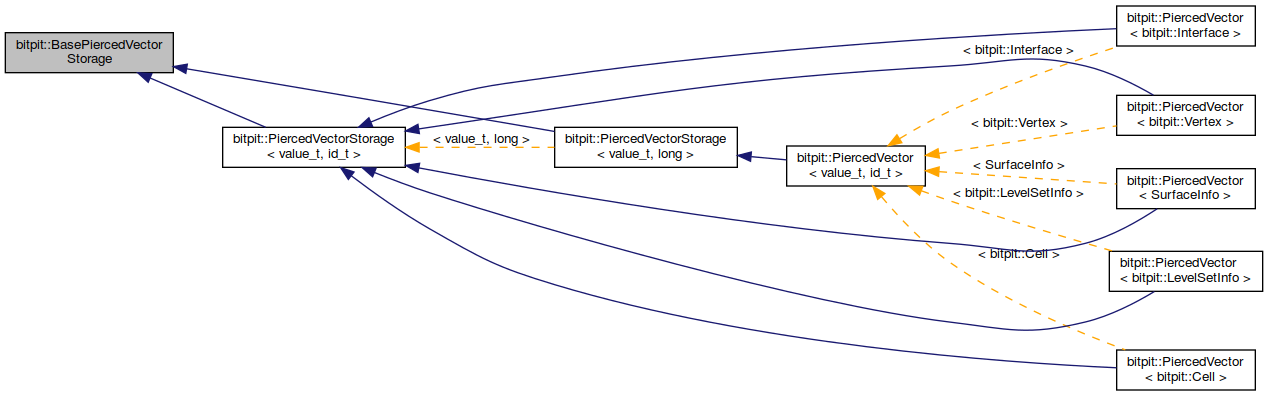 bitpit::BasePiercedVector
Storage
bitpit::PiercedVectorStorage
< value_t, id_t >
< value_t, long >
bitpit::PiercedVectorStorage
< value_t, long >
bitpit::PiercedVector
< value_t, id_t >
< bitpit::Interface >
< bitpit::Vertex >
< SurfaceInfo >
< bitpit::LevelSetInfo >
< bitpit::Cell >
bitpit::PiercedVector
< bitpit::Interface >
bitpit::PiercedVector
< bitpit::Vertex >
bitpit::PiercedVector
< SurfaceInfo >
bitpit::PiercedVector
< bitpit::LevelSetInfo >
bitpit::PiercedVector
< bitpit::Cell >